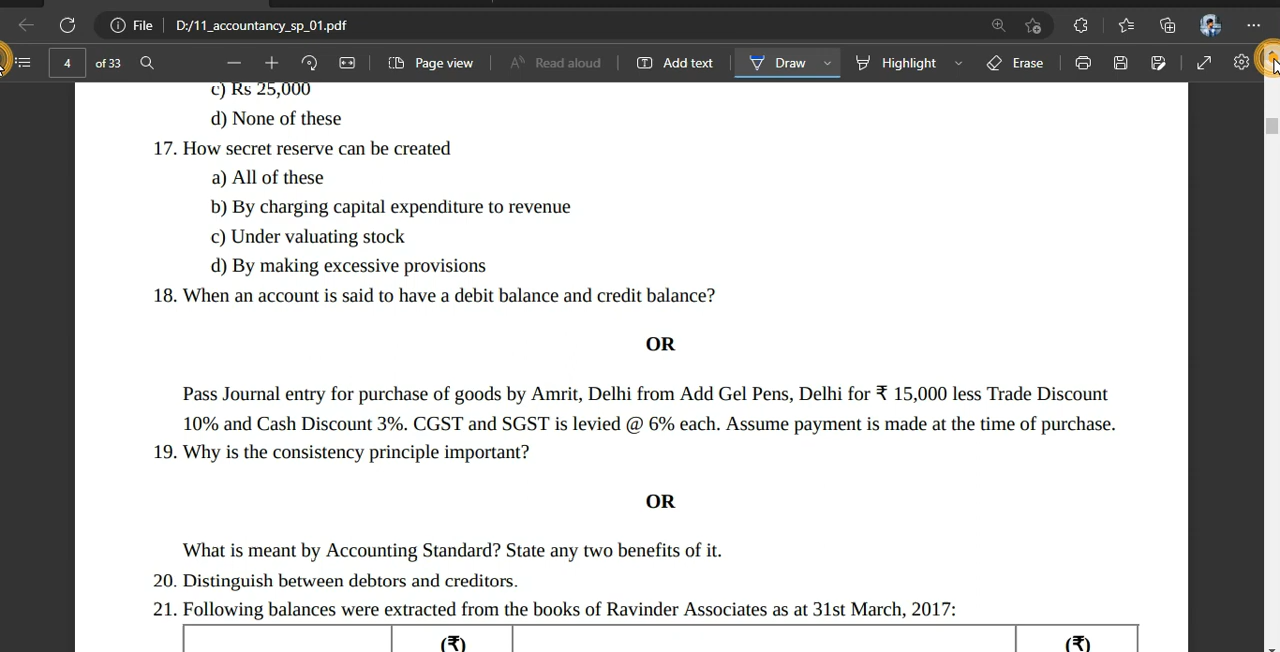 File D:/11_accountancy_sp_01.pdf
4 of 33 Page view Read aloud Add text Draw Highlight Erase
c) Rs 25,000
d) None of these
17. How secret reserve can be created
a) All of these
b) By charging capital expenditure to revenue
c) Under valuating stock
d) By making excessive provisions
18. When an account is said to have a debit balance and credit balance?
OR
Pass Journal entry for purchase of goods by Amrit, Delhi from Add Gel Pens, Delhi for ₹ 15,000 less Trade Discount
10% and Cash Discount 3%. CGST and SGST is levied @ 6% each. Assume payment is made at the time of purchase.
19. Why is the consistency principle important?
OR
What is meant by Accounting Standard? State any two benefits of it.
20. Distinguish between debtors and creditors.
21. Following balances were extracted from the books of Ravinder Associates as at 31st March, 2017:
(₹) (₹)